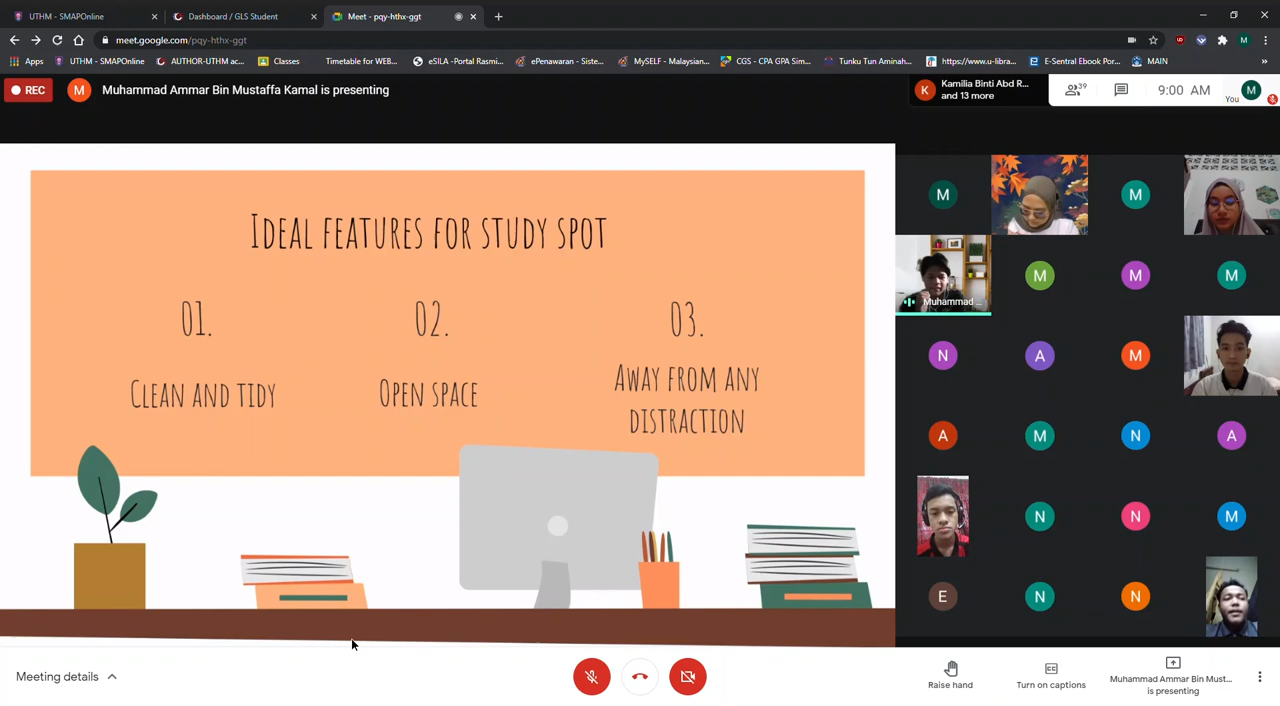 UTHM - SMAPOnline
Dashboard / GLS Student
Meet - pqy-hthx-ggt
meet.google.com/pqy-hthx-ggt
M
Apps
UTHM - SMAPOnline
AUTHOR-UTHM ac...
Classes
Timetable for WEB...
eSILA -Portal Rasmi...
ePenawaran - Siste...
MySELF - Malaysian...
CGS - CPA GPA Sim...
Tunku Tun Aminah...
https://www.u-libra...
E-Sentral Ebook Por...
MAIN
REC
M
Muhammad Ammar Bin Mustaffa Kamal is presenting
K
Kamilia Binti Abd R...
and 13 more
39
9:00 AM
You
M
IDEAL FEATURES FOR STUDY SPOT
01.
02.
03.
CLEAN AND TIDY
OPEN SPACE
AWAY FROM ANY
DISTRACTION
M
M
Muhammad ...
M
M
M
N
A
M
A
M
N
A
N
N
M
E
N
N
Meeting details
Raise hand
CC
Turn on captions
Muhammad Ammar Bin Must...
is presenting